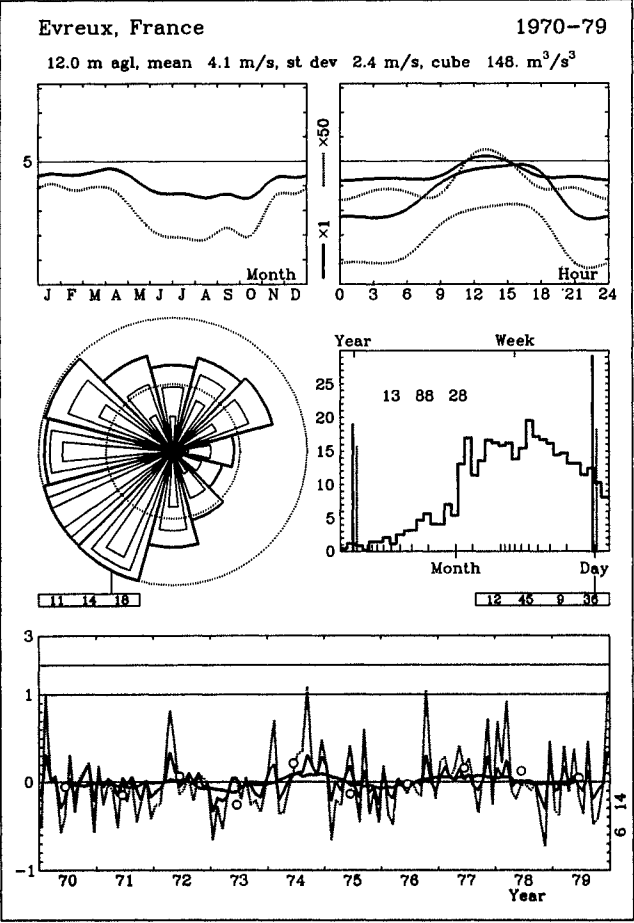 Evreux, France 1970-79
12.0 m agl, mean 4.1 m/s, st dev 2.4 m/s, cube 148. m³/s³
5
×1 ×50
Month
J F M A M J J A S O N D
Hour
0 3 6 9 12 15 18 21 24
Year Week
25
20
15
10
5
0
13 88 28
Month Day
11 14 18
12 45 9 36
3
1
0
-1
6 14
70 71 72 73 74 75 76 77 78 79
Year